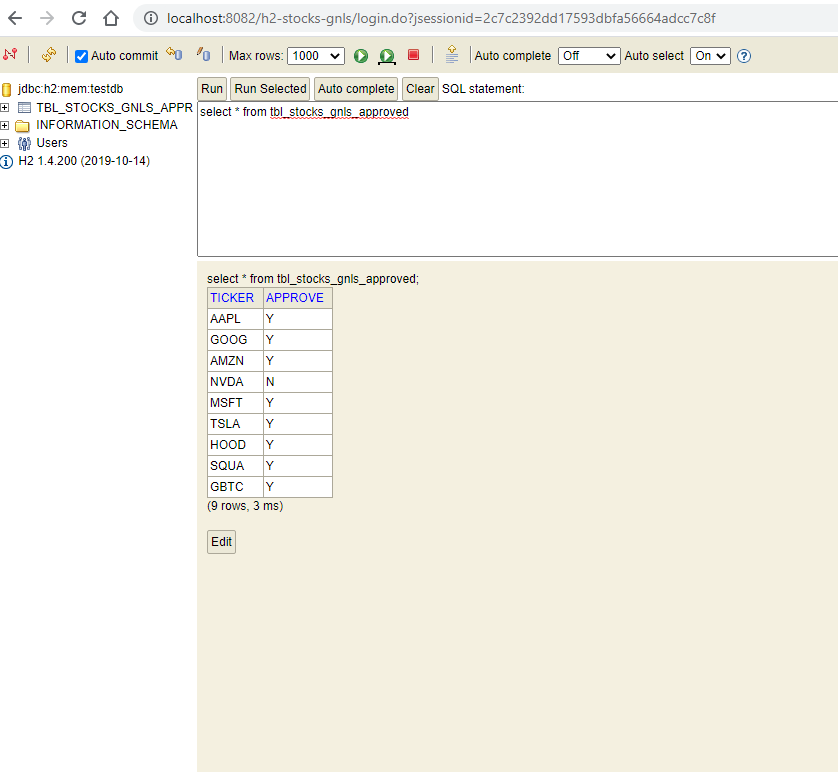 localhost:8082/h2-stocks-gnls/login.do?jsessionid=2c7c2392dd17593dbfa56664adcc7c8f
Auto commit Max rows: 1000 Auto complete Off Auto select On
jdbc:h2:mem:testdb
TBL_STOCKS_GNLS_APPR
INFORMATION_SCHEMA
Users
H2 1.4.200 (2019-10-14)
Run Run Selected Auto complete Clear SQL statement:
select * from tbl_stocks_gnls_approved
select * from tbl_stocks_gnls_approved;
TICKER APPROVE
AAPL Y
GOOG Y
AMZN Y
NVDA N
MSFT Y
TSLA Y
HOOD Y
SQUA Y
GBTC Y
(9 rows, 3 ms)
Edit